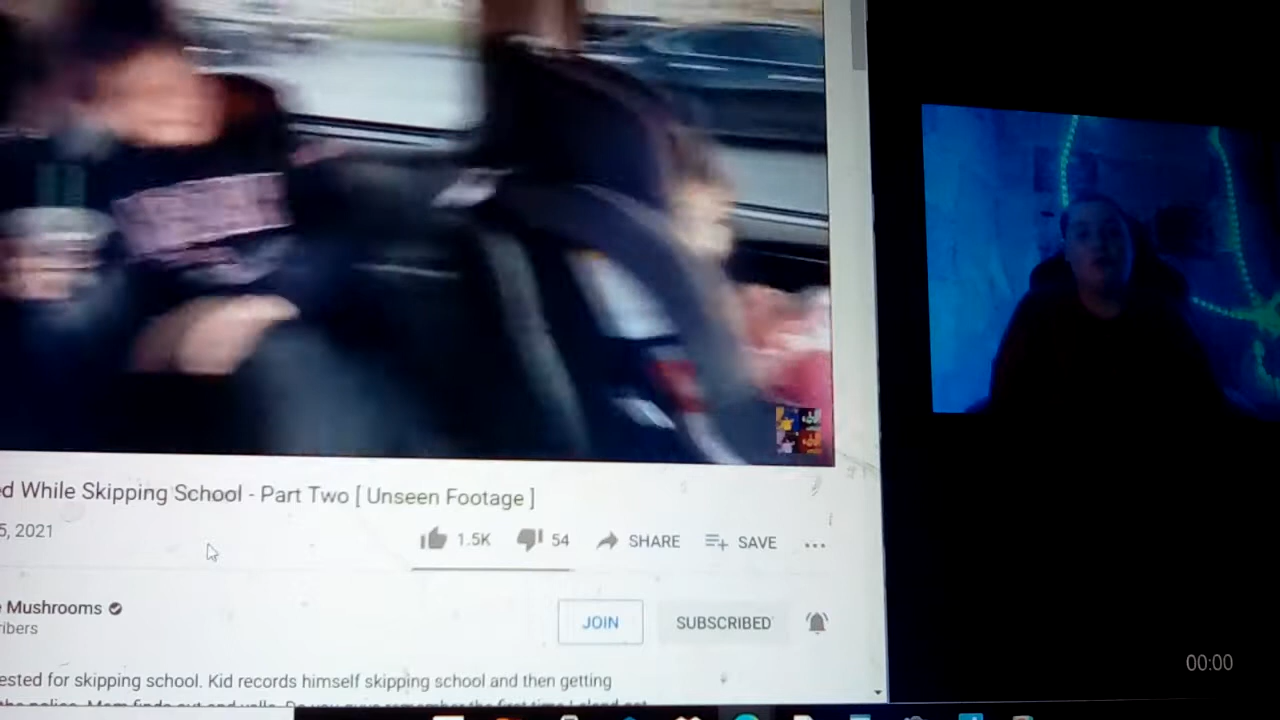 d While Skipping School - Part Two [ Unseen Footage ]
5, 2021
1.5K 54 SHARE SAVE ...
Mushrooms
ribers
JOIN SUBSCRIBED
ested for skipping school. Kid records himself skipping school and then getting
00:00